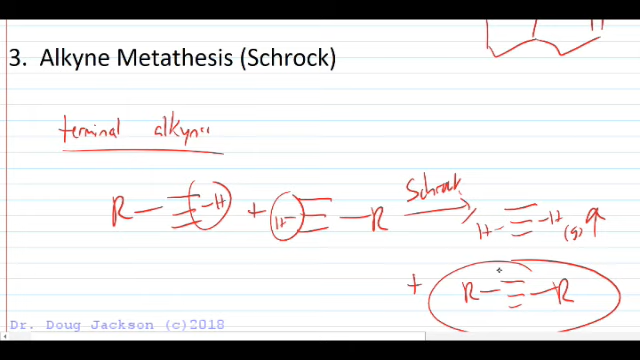 3. Alkyne Metathesis (Schrock)
terminal alkyne
R-≡-H + H-≡-R Schrock H-≡-H (g) ↑
+ R-≡-R
Dr. Doug Jackson (c)2018